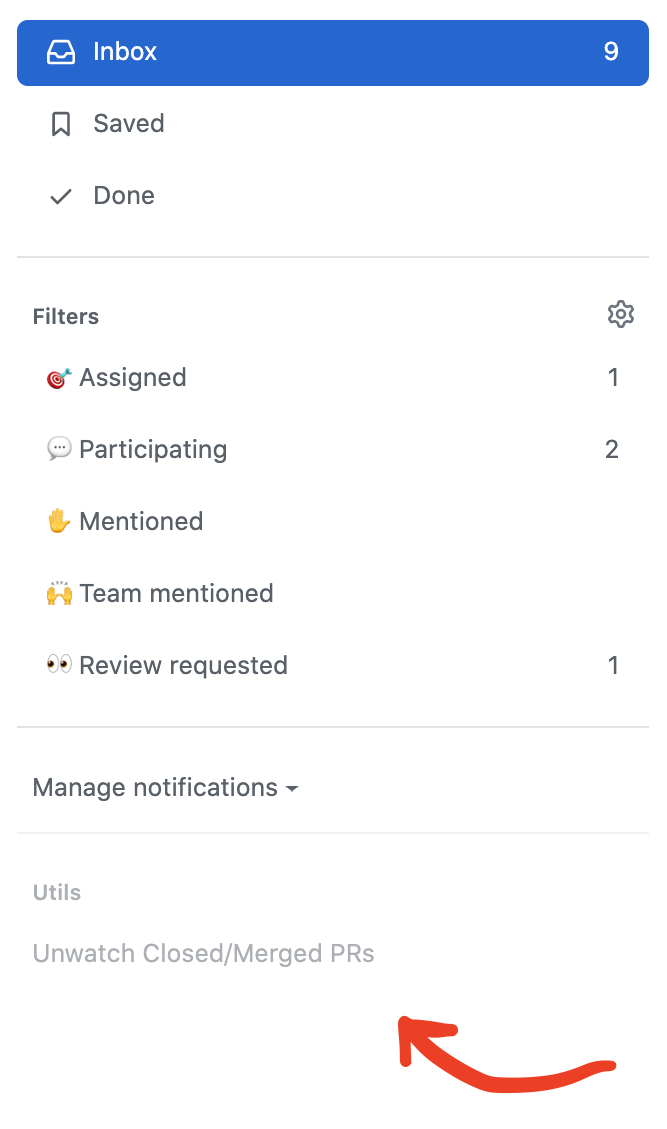 Inbox 9
Saved
Done
Filters
Assigned 1
Participating 2
Mentioned
Team mentioned
Review requested 1
Manage notifications
Utils
Unwatch Closed/Merged PRs